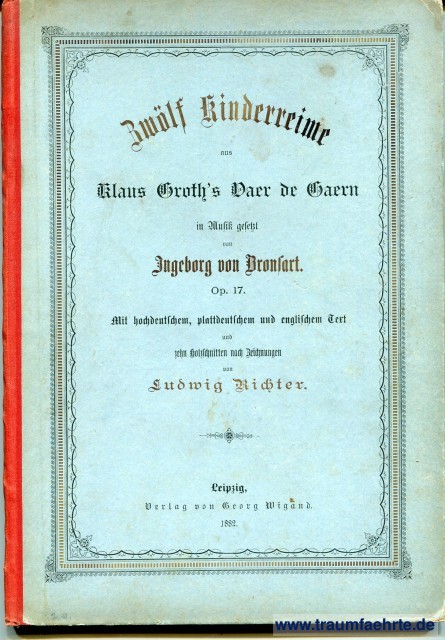 Zwölf Kinderreime
aus
Klaus Groth's Vaer de Gaern
in Musik gesetzt
von
Ingeborg von Bronsart.
Op. 17.
Mit hochdeutschem, plattdeutschem und englischem Text
und
zehn Holzschnitten nach Zeichnungen
von
Ludwig Richter.
Leipzig,
Verlag von Georg Wigand.
1882.
www.traumfaehrte.de